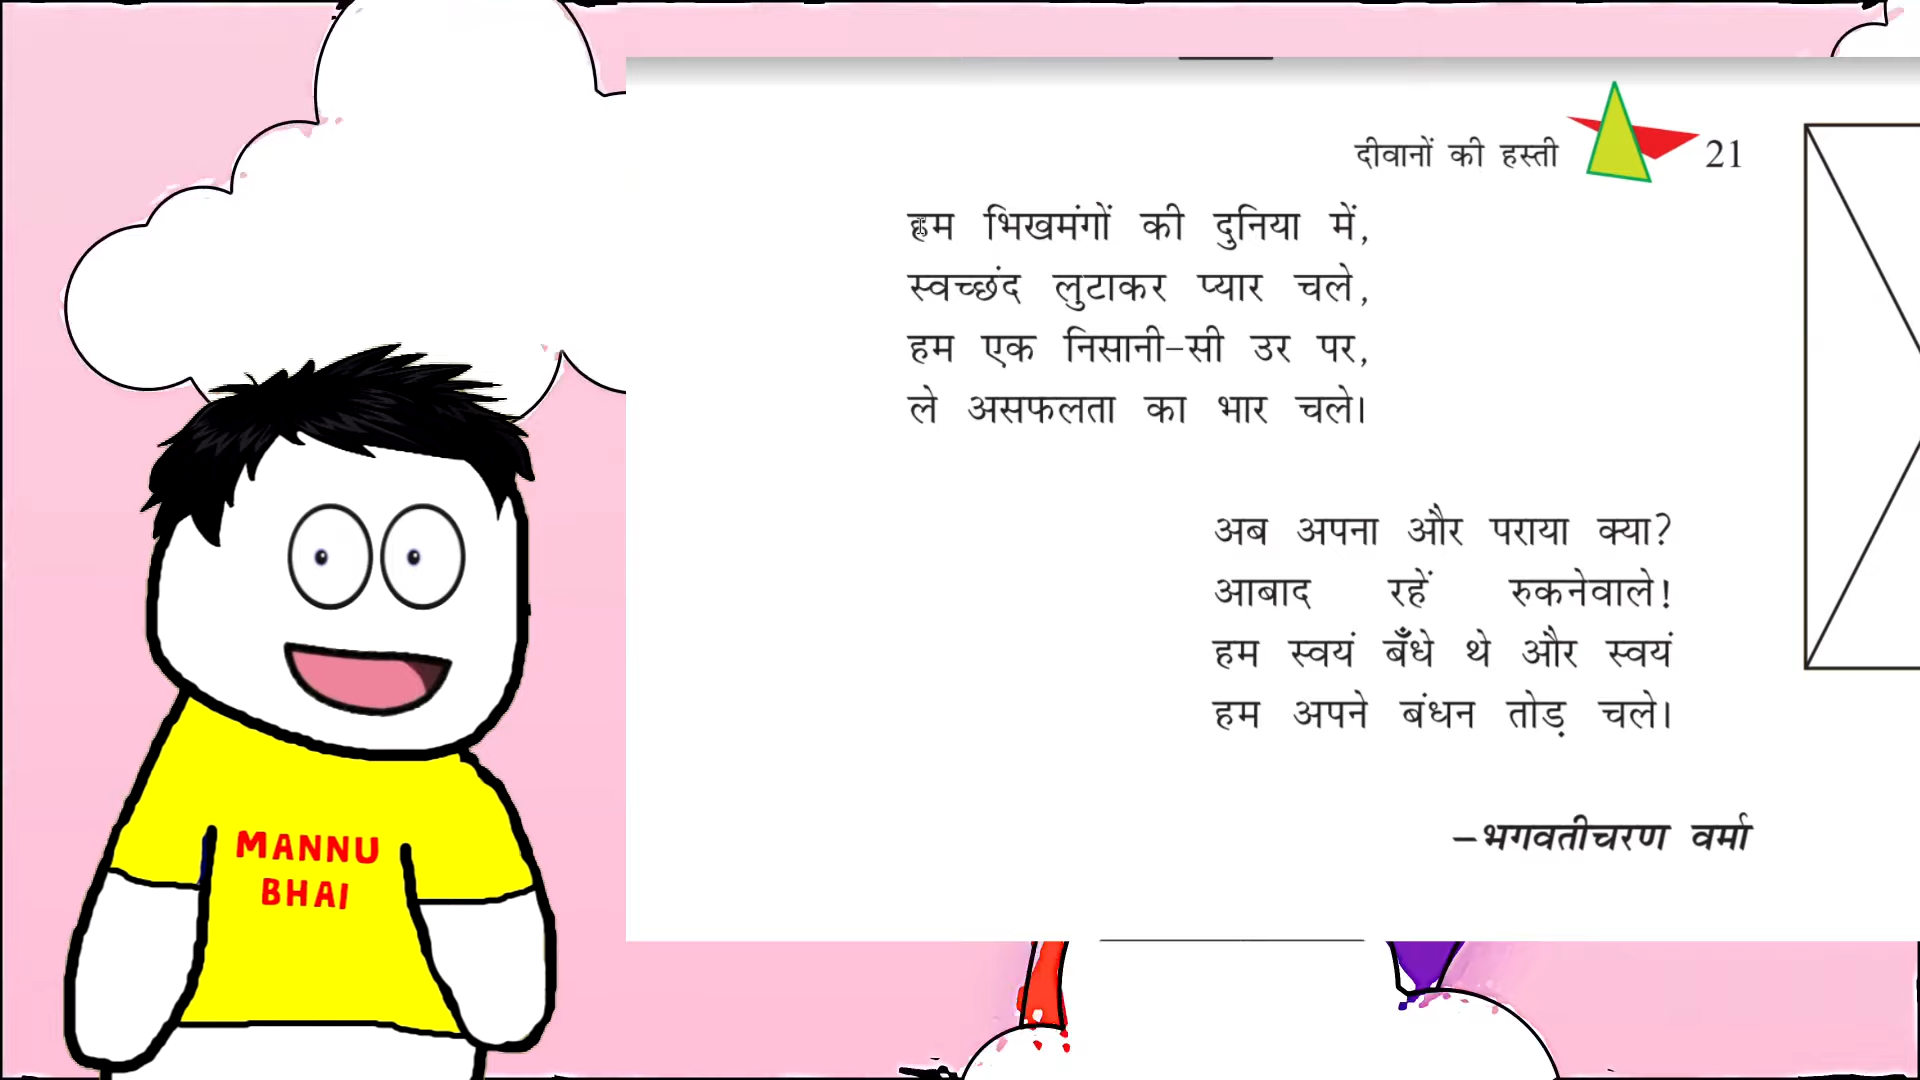 दीवानों की हस्ती 21
हम भिखमंगों की दुनिया में,
स्वच्छंद लुटाकर प्यार चले,
हम एक निसानी-सी उर पर,
ले असफलता का भार चले।
अब अपना और पराया क्या?
आबाद रहें रुकनेवाले!
हम स्वयं बँधे थे और स्वयं
हम अपने बंधन तोड़ चले।
–भगवतीचरण वर्मा
MANNU
BHAI